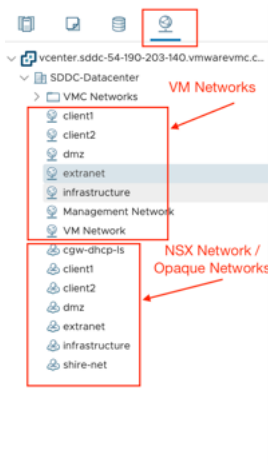 vcenter.sddc-54-190-203-140.vmwarevmc.c...
SDDC-Datacenter
VM Networks
VMC Networks
client1
client2
dmz
extranet
infrastructure
Management Network
VM Network
cgw-dhcp-ls
NSX Network /
client1
Opaque Networks
client2
dmz
extranet
infrastructure
shire-net